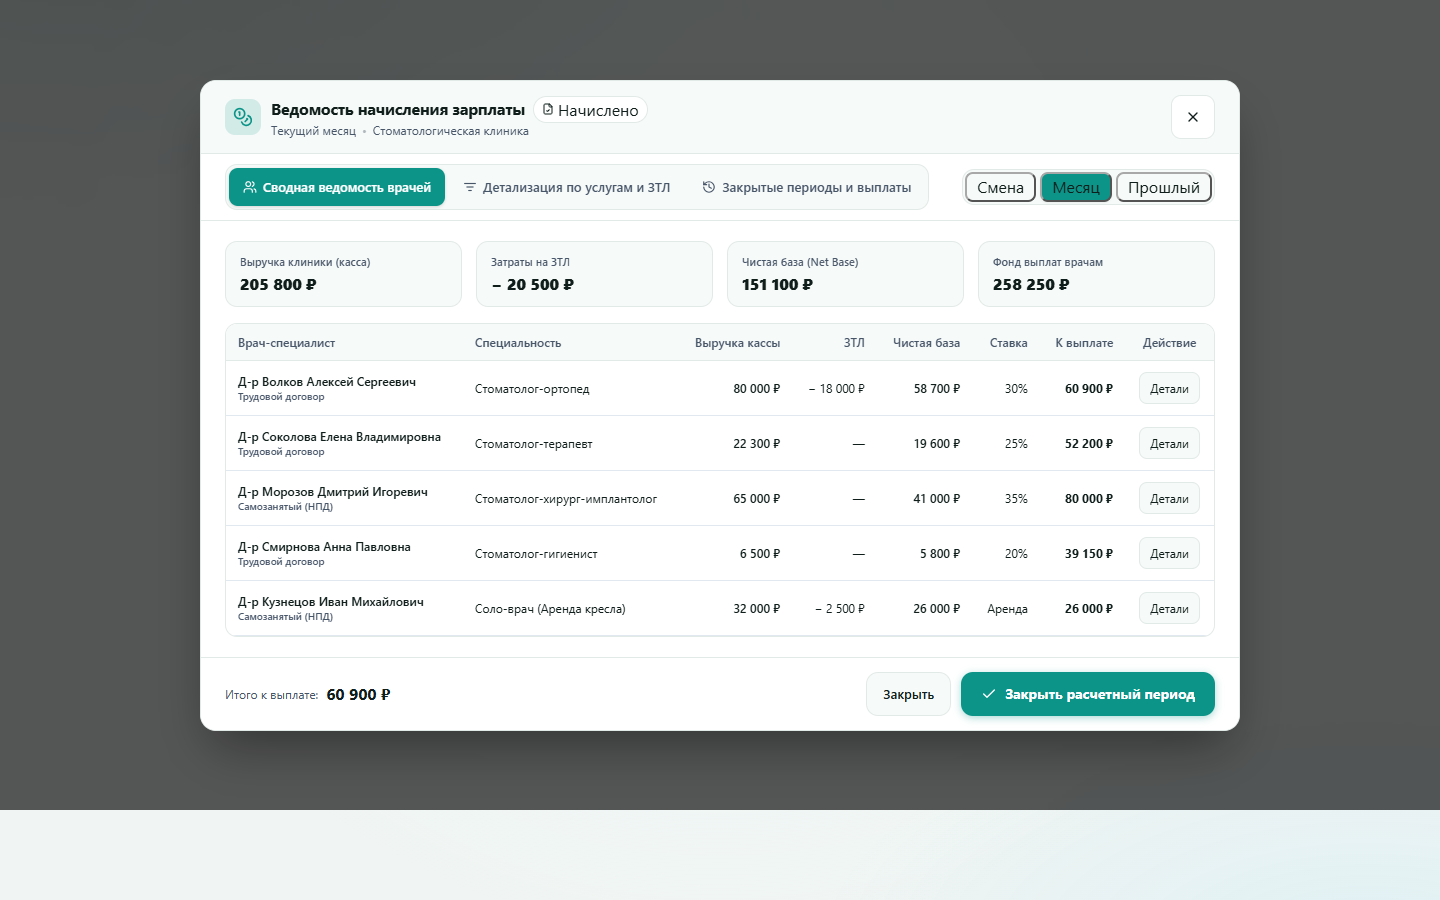 Ведомость начисления зарплаты Начислено
Текущий месяц • Стоматологическая клиника
Сводная ведомость врачей Детализация по услугам и ЗТЛ Закрытые периоды и выплаты Смена Месяц Прошлый
Выручка клиники (касса) Затраты на ЗТЛ Чистая база (Net Base) Фонд выплат врачам
205 800 ₽ − 20 500 ₽ 151 100 ₽ 258 250 ₽
Врач-специалист Специальность Выручка кассы ЗТЛ Чистая база Ставка К выплате Действие
Д-р Волков Алексей Сергеевич
Трудовой договор
Стоматолог-ортопед 80 000 ₽ − 18 000 ₽ 58 700 ₽ 30% 60 900 ₽ Детали
Д-р Соколова Елена Владимировна
Трудовой договор
Стоматолог-терапевт 22 300 ₽ — 19 600 ₽ 25% 52 200 ₽ Детали
Д-р Морозов Дмитрий Игоревич
Самозанятый (НПД)
Стоматолог-хирург-имплантолог 65 000 ₽ — 41 000 ₽ 35% 80 000 ₽ Детали
Д-р Смирнова Анна Павловна
Трудовой договор
Стоматолог-гигиенист 6 500 ₽ — 5 800 ₽ 20% 39 150 ₽ Детали
Д-р Кузнецов Иван Михайлович
Самозанятый (НПД)
Соло-врач (Аренда кресла) 32 000 ₽ − 2 500 ₽ 26 000 ₽ Аренда 26 000 ₽ Детали
Итого к выплате: 60 900 ₽ Закрыть Закрыть расчетный период